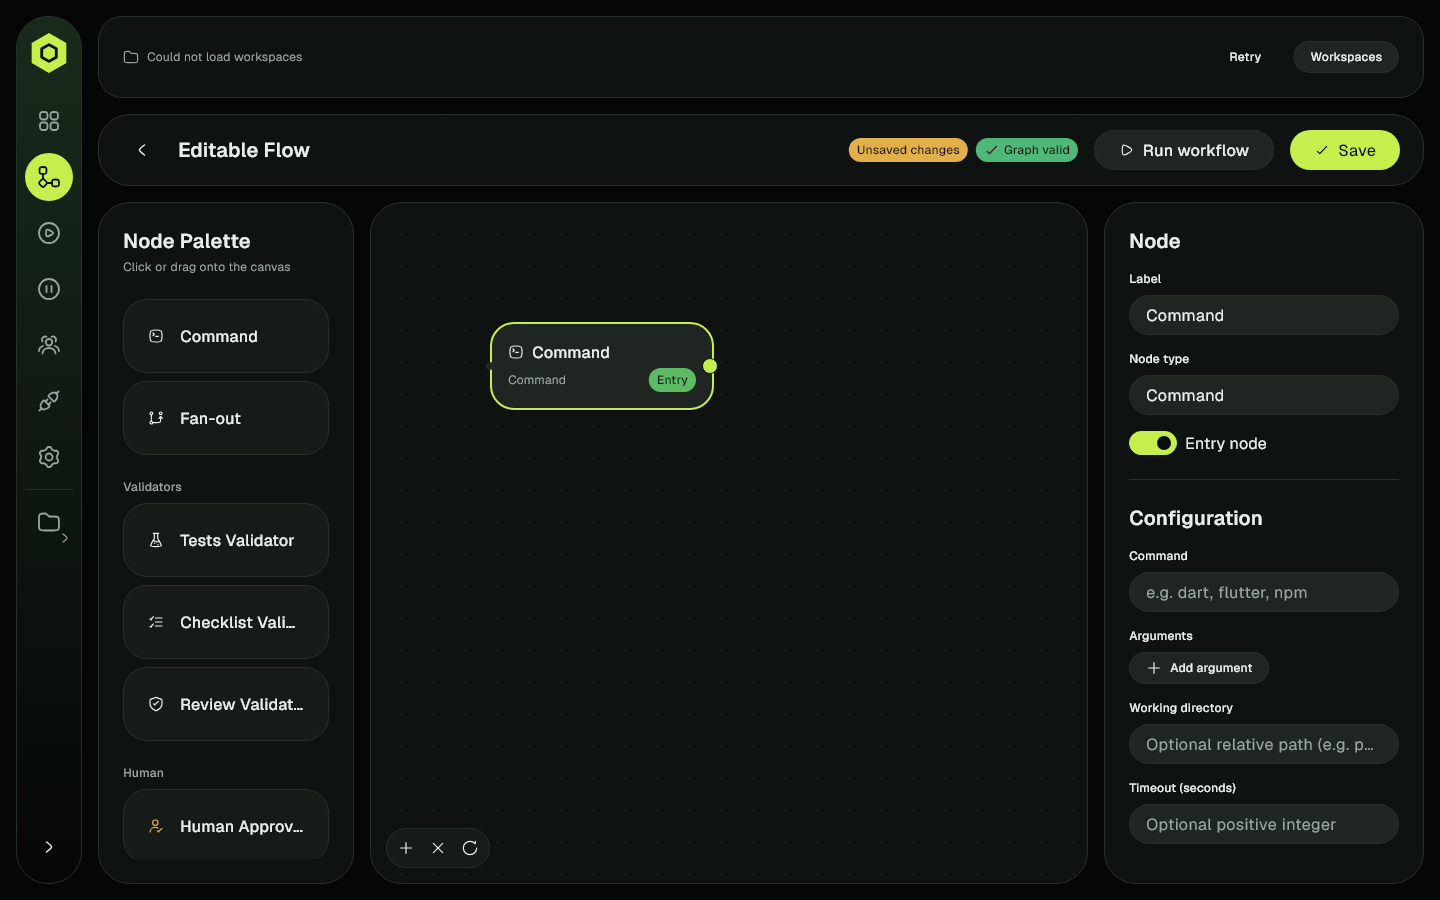 Could not load workspaces
Retry
Workspaces
Editable Flow
Unsaved changes
Graph valid
Run workflow
Save
Node Palette
Click or drag onto the canvas
Command
Fan-out
Validators
Tests Validator
Checklist Vali...
Review Validat...
Human
Human Approv...
Command
Command
Entry
Node
Label
Command
Node type
Command
Entry node
Configuration
Command
e.g. dart, flutter, npm
Arguments
Add argument
Working directory
Optional relative path (e.g. p...
Timeout (seconds)
Optional positive integer